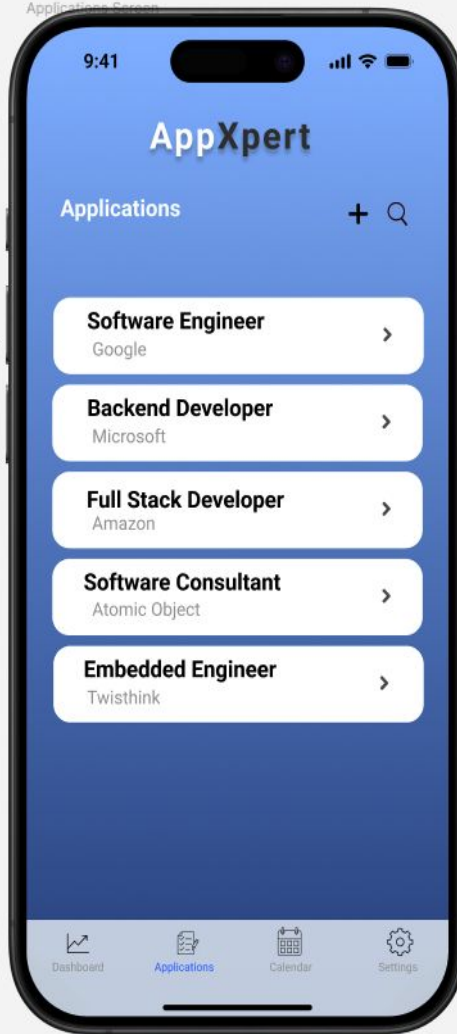 Applications Screen
9:41
AppXpert
Applications
Software Engineer
Google
Backend Developer
Microsoft
Full Stack Developer
Amazon
Software Consultant
Atomic Object
Embedded Engineer
Twisthink
Dashboard Applications Calendar Settings